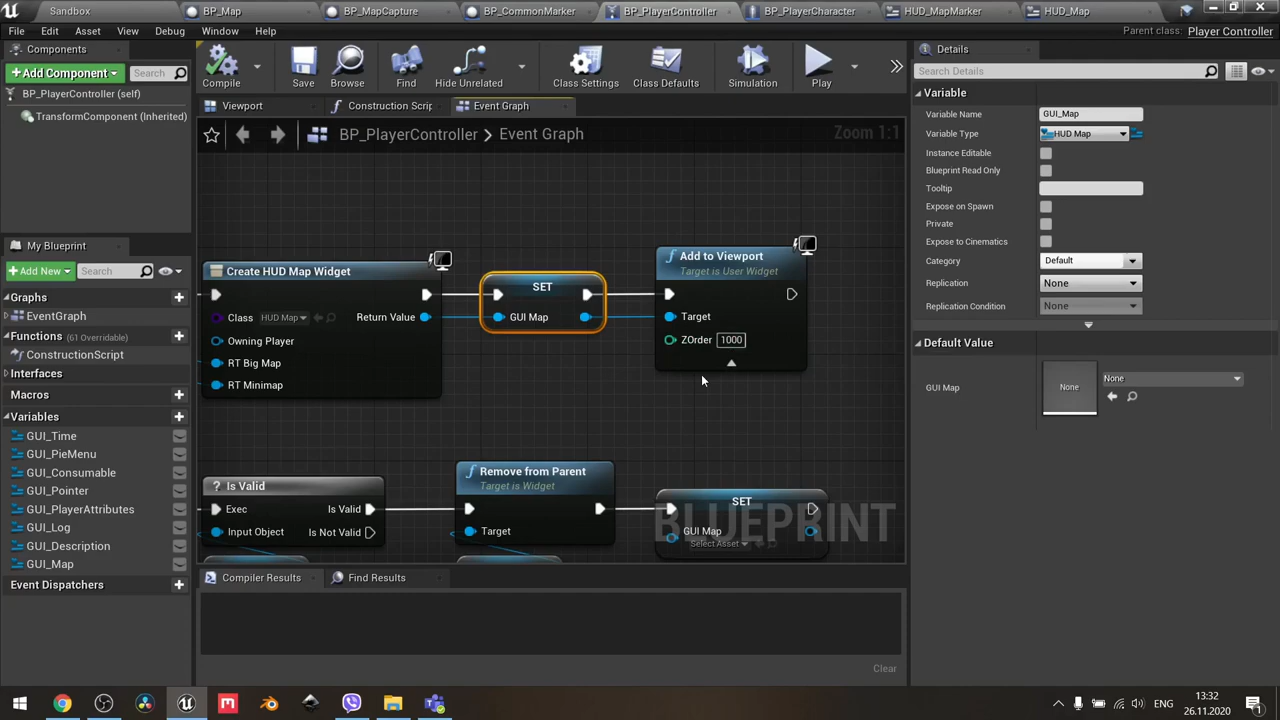 Sandbox
BP_Map
BP_MapCapture
BP_CommonMarker
BP_PlayerController
BP_PlayerCharacter
HUD_MapMarker
HUD_Map
File
Edit
Asset
View
Debug
Window
Help
Parent class: Player Controller
Components
+Add Component
Search
BP_PlayerController (self)
TransformComponent (Inherited)
Compile
Save
Browse
Find
Hide Unrelated
Class Settings
Class Defaults
Simulation
Play
Viewport
Construction Scrip
Event Graph
BP_PlayerController > Event Graph
Zoom 1:1
Create HUD Map Widget
Class HUD Map
Return Value
Owning Player
RT Big Map
RT Minimap
SET
GUI Map
Add to Viewport
Target is User Widget
Target
ZOrder 1000
? Is Valid
Exec
Is Valid
Input Object
Is Not Valid
Remove from Parent
Target is Widget
Target
SET
GUI Map
Select Asset
BLUEPRINT
My Blueprint
+Add New
Search
Graphs
EventGraph
Functions (61 Overridable)
ConstructionScript
Interfaces
Macros
Variables
GUI_Time
GUI_PieMenu
GUI_Consumable
GUI_Pointer
GUI_PlayerAttributes
GUI_Log
GUI_Description
GUI_Map
Event Dispatchers
Compiler Results
Find Results
Clear
Details
Search Details
Variable
Variable Name GUI_Map
Variable Type HUD Map
Instance Editable
Blueprint Read Only
Tooltip
Expose on Spawn
Private
Expose to Cinematics
Category Default
Replication None
Replication Condition None
Default Value
GUI Map
None
None
ENG
13:32
26.11.2020